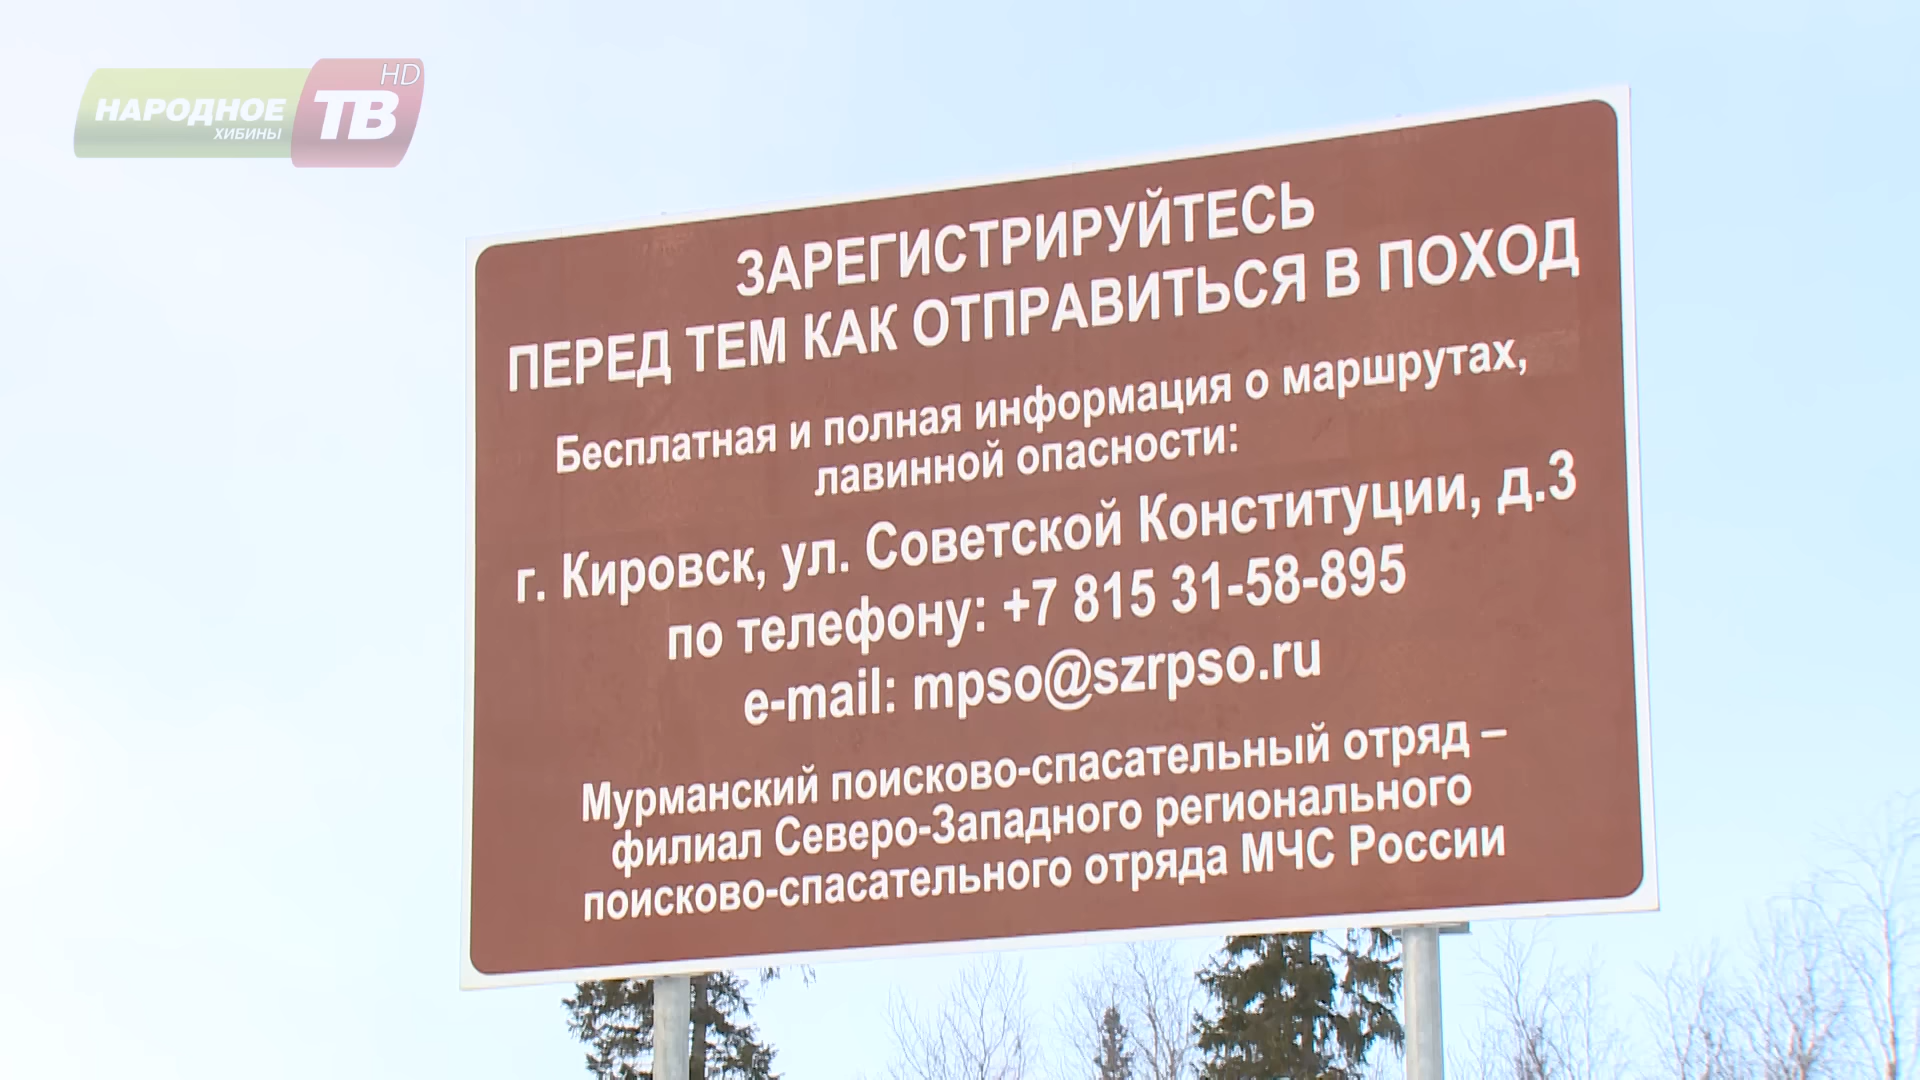 НАРОДНОЕ
ХИБИНЫ
ТВ
HD
ЗАРЕГИСТРИРУЙТЕСЬ
ПЕРЕД ТЕМ КАК ОТПРАВИТЬСЯ В ПОХОД
Бесплатная и полная информация о маршрутах,
лавинной опасности:
г. Кировск, ул. Советской Конституции, д.3
по телефону: +7 815 31-58-895
e-mail: mpso@szrpso.ru
Мурманский поисково-спасательный отряд –
филиал Северо-Западного регионального
поисково-спасательного отряда МЧС России